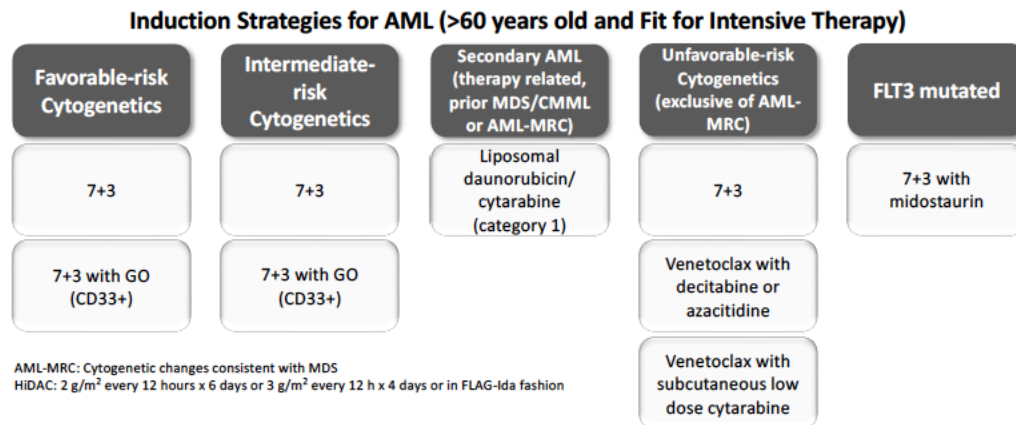 Induction Strategies for AML (>60 years old and Fit for Intensive Therapy)
Favorable-risk
Cytogenetics
Intermediate-
risk
Cytogenetics
Secondary AML
(therapy related,
prior MDS/CMML
or AML-MRC)
Unfavorable-risk
Cytogenetics
(exclusive of AML-
MRC)
FLT3 mutated
7+3
7+3
Liposomal
daunorubicin/
cytarabine
(category 1)
7+3
7+3 with
midostaurin
7+3 with GO
(CD33+)
7+3 with GO
(CD33+)
Venetoclax with
decitabine or
azacitidine
Venetoclax with
subcutaneous low
dose cytarabine
AML-MRC: Cytogenetic changes consistent with MDS
HiDAC: 2 g/m² every 12 hours x 6 days or 3 g/m² every 12 h x 4 days or in FLAG-Ida fashion